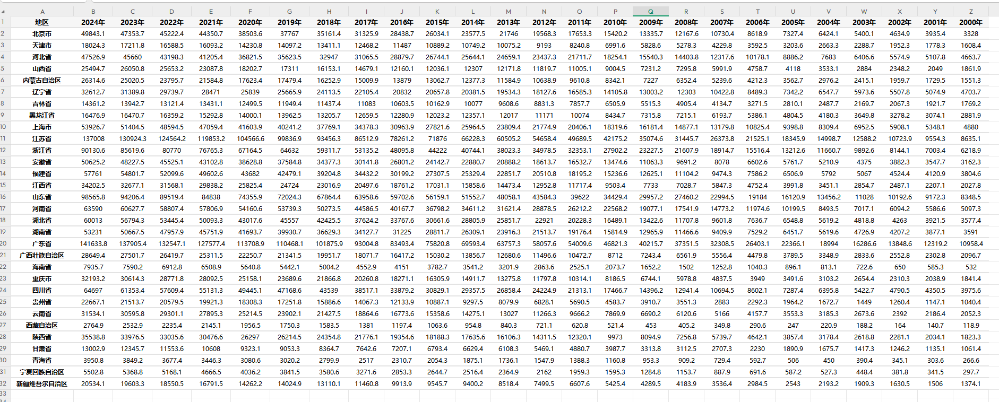 A B C D E F G H I J K L M N O P Q R S T U V W X Y Z
1 地区 2024年 2023年 2022年 2021年 2020年 2019年 2018年 2017年 2016年 2015年 2014年 2013年 2012年 2011年 2010年 2009年 2008年 2007年 2006年 2005年 2004年 2003年 2002年 2001年 2000年
2 北京市 49843.1 47353.7 45222.4 44350.7 38503.6 37767 35161.4 31325.9 28438.7 26034.1 23577.5 21746 19568.3 17653.3 15420.2 13335.7 12167.6 10730.4 8618.9 7327.4 6424.1 5400.1 4634.9 3935.4 3328
3 天津市 18024.3 17211.8 16588.5 16093.2 14230.8 14097.2 13411.1 12468.2 11487 10889.2 10749.2 10075.2 9193 8240.8 6991.6 5828.6 5278.3 4229.8 3592.5 3203.6 2663.3 2288.7 1952.3 1778.3 1608.4
4 河北省 47526.9 45660 43198.3 41205.4 36821.5 35623.5 32947 31065.5 28879.7 26744.1 25644.1 24659.1 23437.3 21711.7 18254.1 15540.3 14403.8 12317.6 10178.1 8886.2 7683 6406.6 5574.9 5107.8 4663.7
5 山西省 25494.7 26050.8 25653.2 23087.8 18202.7 17311 16153.1 14679.1 12160.1 12036.1 12307 12171.8 11819.7 11005.1 9004.5 7231.2 7295.8 5991.9 4758.7 4118 3533.1 2884 2348.2 2049 1861.9
6 内蒙古自治区 26314.6 25020.5 23795.7 21584.8 17623.4 17479.4 16252.9 15009.9 13879 13062.7 12377.3 11584.9 10638.9 9610.8 8342.1 7227 6352.4 5239.6 4212.3 3562.7 2976.2 2415.1 1959.7 1729.5 1551.3
7 辽宁省 32612.7 31389.8 29739.7 28471 25839 25665.9 24113.5 22105.4 20832 20657.8 20381.5 19534.3 18127.6 16585.3 14105.8 13003.2 12303 10422.8 8489.3 7342.2 6547.7 5973.6 5507.8 5074.9 4703.7
8 吉林省 14361.2 13942.7 13121.4 13431.1 12499.5 11949.4 11437.4 11083 10603.5 10162.9 10077 9608.6 8831.3 7857.7 6505.9 5515.3 4905.4 4134.7 3271.5 2810.1 2487.7 2169.7 2067.3 1921.7 1769.2
9 黑龙江省 16476.9 16470.7 16359.2 15292.8 14000.1 13962.5 13205.7 12659.5 12280.9 12023.2 12357.1 12017 11171 10074 8434.7 7315.8 7215.1 6193.7 5386.1 4804.5 4180.3 3649.8 3278.2 3074.1 2881.9
10 上海市 53926.7 51404.5 48594.5 47059.4 41603.9 40241.2 37769.1 34378.3 30963.9 27821.6 25964.5 23809.4 21774.9 20406.1 18319.6 16181.4 14877.1 13179.8 10825.4 9398.8 8309.4 6952.5 5908.1 5348.1 4880
11 江苏省 137008 130924.3 124564.2 119853.2 104566.6 99836.9 93456.3 86512.9 78261.2 71876 66228.3 60505.2 54658.4 49689.5 42175.2 35074.6 31445.7 26373.8 21525.1 18345.9 14998.7 12588.2 10723.9 9554.3 8635.1
12 浙江省 90130.6 85619.6 80770 76765.3 67164.5 64632 59311.7 53135.2 48095.8 44222 40744.1 38023.3 34978.5 32353.1 27902.2 23227.5 21607.9 18914.7 15516.4 13212.6 11660.7 9892.6 8144.1 7003.4 6218.9
13 安徽省 50625.2 48227.5 45525.1 43102.8 38628.8 37584.8 34377.3 30141.8 26801.2 24142.7 22880.7 20888.2 18613.7 16532.7 13474.6 11063.3 9691.2 8078 6602.6 5761.7 5210.9 4375 3882.3 3547.7 3162.3
14 福建省 57761 54801.7 52099.6 49602.6 43682 42479.1 39204.8 34432.2 30199.2 27307.5 25329.4 22851.7 20510.8 18195.2 15236.6 12625.1 11104.2 9474.3 7586.2 6506.9 5792 5067 4524.4 4120.9 3804.6
15 江西省 34202.5 32677.1 31568.1 29838.2 25825.4 24724 23016.9 20497.6 18761.2 17031.1 15858.6 14473.4 12952.8 11717.4 9503.4 7733 7028.7 5847.3 4752.4 3991.8 3451.1 2854.7 2487.1 2207.1 2027.8
16 山东省 98565.8 94206.4 89519.4 84838 74355.9 72024.3 67864.4 63958.6 59702.6 56159.1 51552.7 48058.1 43584.3 39622 34429.4 29957.2 27460.2 22994.5 19184 16120.9 13456.2 11028 10192.6 9172.3 8348.5
17 河南省 63590 60627.7 58807.4 57806.9 54160.6 53739.3 50273.5 44586.5 40167.7 36798.2 34611.2 31621.4 28878.5 26212.2 22568.2 19077.1 17541.9 14773.2 11974.6 10199.5 8493.5 7017.1 6094.2 5586.6 5097.3
18 湖北省 60013 56794.3 53445.4 50093.3 43017.6 45557 42425.5 37624.2 33767.6 30661.6 28805.9 25851.7 22921 20228.3 16489.1 13422.6 11707.8 9601.8 7636.7 6548.8 5619.2 4818.8 4263 3921.5 3577.4
19 湖南省 53231 50667.5 47957.9 45751.9 41693.7 39930.7 36629.3 34127.7 31225 28811.7 26309.1 23916.3 21513.7 19176.4 15814.9 12965.9 11466.6 9409.9 7529.2 6451.7 5619.6 4726.9 4207.2 3877.1 3591
20 广东省 141633.8 137905.4 132547.1 127577.4 113708.9 110468.1 101875.9 93004.8 83493.4 75820.8 69593.4 63757.3 58057.6 54009.6 46821.3 40215.7 37351.5 32308.5 26403.1 22366.1 18994 16286.6 13848.6 12319.2 10958.4
21 广西壮族自治区 28649.4 27501.7 26419.7 25311.5 22250.7 21341.5 19951.7 18071.7 16417.2 15030.2 13856.7 12680.6 11496.6 10472.7 8712 7243.4 6561.9 5556.4 4479.8 3789.5 3348.9 2833.6 2552.8 2302.8 2096.7
22 海南省 7935.7 7590.2 6912.8 6508.9 5640.8 5442.1 5004.2 4552.9 4151 3782.7 3541.2 3201.9 2863.6 2525.1 2073.7 1652.2 1502 1252.8 1040.3 896.1 813.1 722.6 650 585.3 532
23 重庆市 32193.2 30614.3 28771.8 28092.5 25158.1 23689.6 21866.8 20260.8 18271.1 16305.9 14911.7 13275.8 11797.8 10314.1 8186.5 6744.1 5978.8 4837.5 3949 3491.6 3103.2 2654.4 2310.3 2038.9 1841.4
24 四川省 64697 61353.4 57609.4 55131.3 49445.1 47168.6 43539 38517.1 33879.2 30829.1 29357.5 26858.4 24224.9 21313.1 17466.7 14396.2 12941.4 10694.5 8602.1 7287.4 6395.8 5422.7 4790.5 4350.5 3975.6
25 贵州省 22667.1 21513.7 20579.5 19921.3 18308.3 17251.8 15886.6 14067.3 12133.9 10887.1 9297.5 8079.9 6828.1 5690.5 4583.7 3910.7 3551.3 2883 2292.3 1964.2 1672.7 1449 1260.4 1147.1 1040.4
26 云南省 31534.1 30595.8 29301.1 27895.3 25214.5 23902.1 21427.5 18864.6 16773.6 15358.6 14275.1 13027 11266.3 9666.2 7869.9 6690.2 6120.6 5166 4157.7 3553.3 3185.3 2673.6 2392 2186.4 2052.3
27 西藏自治区 2764.9 2532.9 2235.4 2145.1 1956.5 1750.3 1583.5 1381 1197.4 1063.6 954.8 840.3 721.1 620.8 521.4 453 405.2 349.8 290.6 247 220.9 188.2 164 140.7 118.9
28 陕西省 35538.8 33976.5 33035.6 30476.6 26297 26214.5 24354.8 21776.1 19354.6 18188.3 17635.6 16106.3 14311.5 12320.1 9973 8094.9 7256.8 5739.7 4642.1 3857.4 3178.4 2618.8 2281.1 2034.1 1823.3
29 甘肃省 13002.9 12345.7 11553.6 10608 9323.1 9053.3 8364.7 7642.6 7207.1 6793.4 6629.4 6108.3 5469.1 4880.7 3987.7 3313.8 3112.5 2707.3 2230 1890.9 1675.7 1417.3 1246.2 1135.1 1061.4
30 青海省 3950.8 3849.2 3677.4 3446.3 3080.6 3020.2 2799.9 2517 2310.7 2054.3 1875.1 1736.1 1547.9 1388.3 1160.8 953.3 909.2 729.4 592.7 506 450 390.4 345.1 303.6 266.6
31 宁夏回族自治区 5502.8 5368.8 5168.1 4666.5 4036.2 3841.5 3580.6 3271.6 2853.3 2644.7 2516.4 2364.9 2162 1959.3 1595.3 1284.8 1153.7 887.9 691.6 587.2 527.3 448.4 381.8 341.5 297.7
32 新疆维吾尔自治区 20534.1 19603.3 18550.5 16791.5 14262.2 14024.9 13110.1 11460.8 9913.9 9545.7 9400.2 8518.4 7499.5 6607.6 5425.4 4289.5 4183.9 3536.4 2984.5 2543 2193.2 1909.3 1630.5 1506 1374.1
33